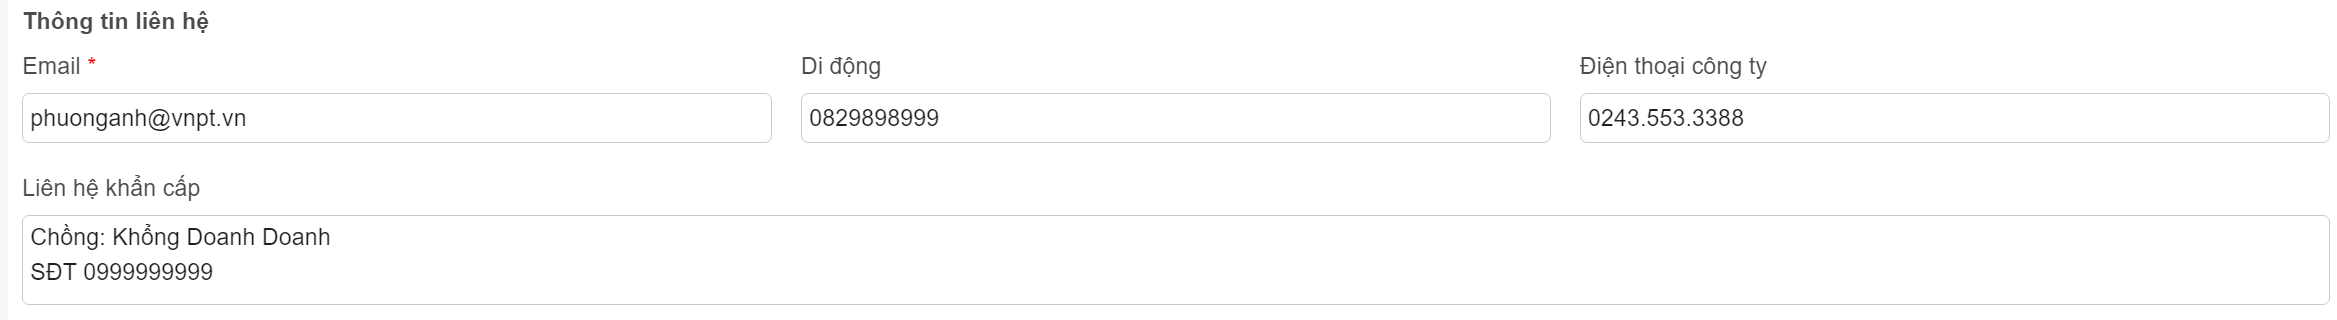 Thông tin liên hệ
Email *
Di động
Điện thoại công ty
phuonganh@vnpt.vn
0829898999
0243.553.3388
Liên hệ khẩn cấp
Chồng: Khổng Doanh Doanh
SĐT 0999999999